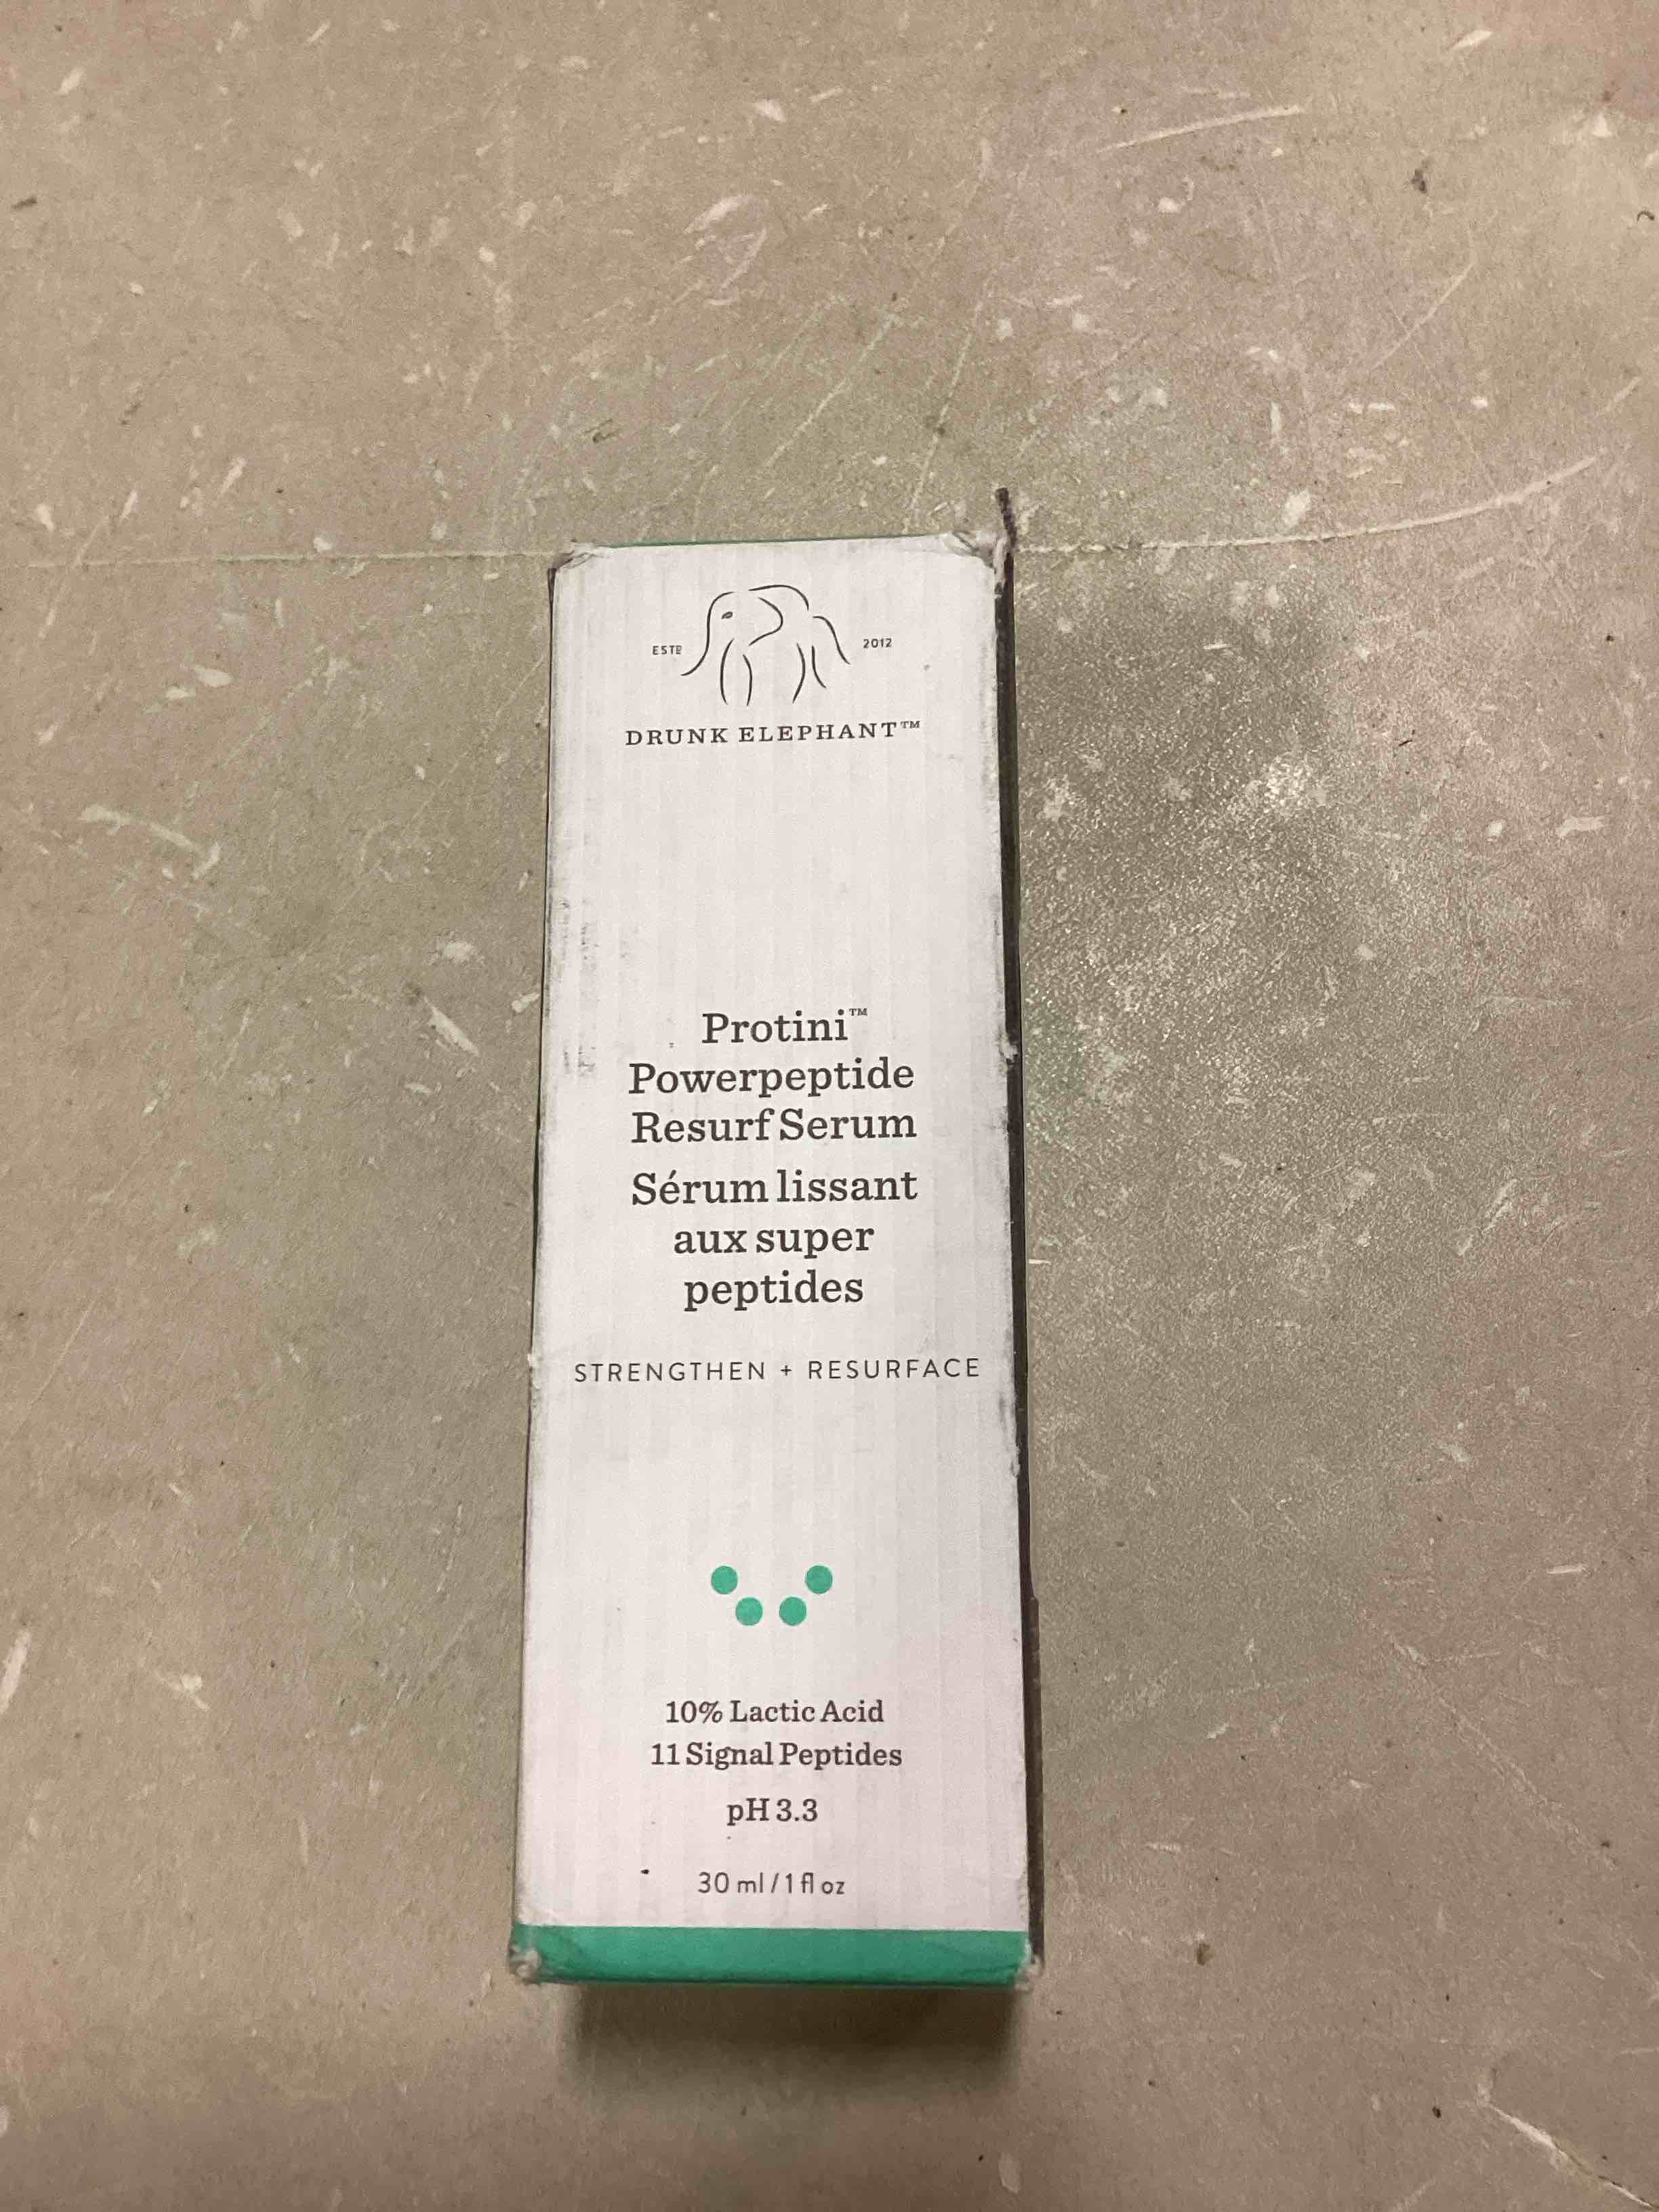 ESTD 2012
DRUNK ELEPHANT™
Protini™
Powerpeptide
Resurf Serum
Sérum lissant
aux super
peptides
STRENGTHEN + RESURFACE
10% Lactic Acid
11 Signal Peptides
pH 3.3
30 ml / 1 fl oz